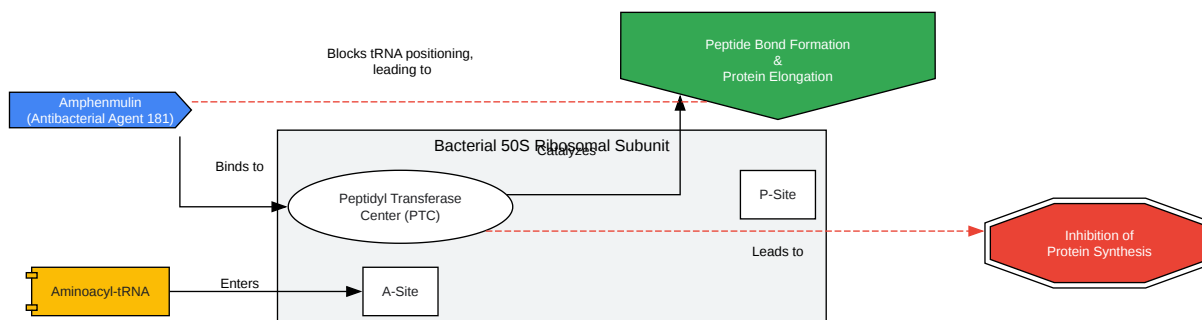 Peptide Bond Formation
&
Protein Elongation
Blocks tRNA positioning,
leading to
Amphenmulin
(Antibacterial Agent 181)
Bacterial 50S Ribosomal Subunit
Catalyzes
Binds to
Peptidyl Transferase
Center (PTC)
P-Site
Inhibition of
Protein Synthesis
Leads to
Aminoacyl-tRNA
Enters
A-Site